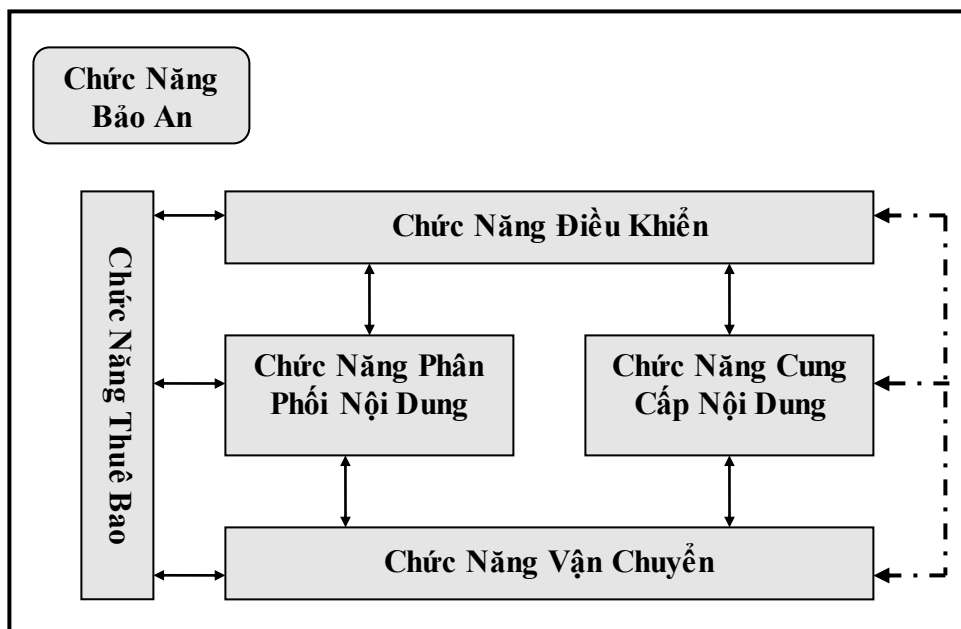 Chức Năng
Bảo An
Chức Năng Điều Khiển
Chức Năng Thuê Bao
Chức Năng Phân
Phối Nội Dung
Chức Năng Cung
Cấp Nội Dung
Chức Năng Vận Chuyển